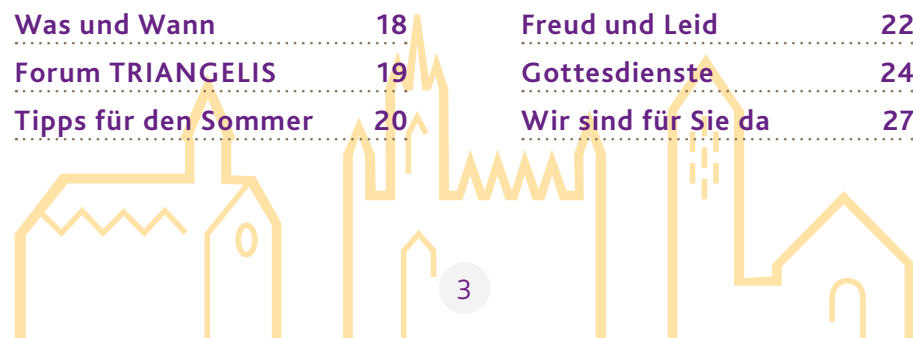 Was und Wann 18
Forum TRIANGELIS 19
Tipps für den Sommer 20
Freud und Leid 22
Gottesdienste 24
Wir sind für Sie da 27
3